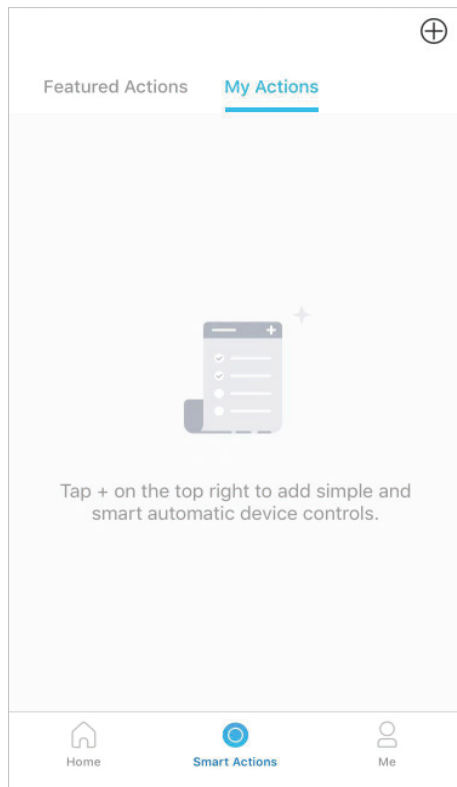 Featured Actions
My Actions
Tap + on the top right to add simple and
smart automatic device controls.
Home
Smart Actions
Me